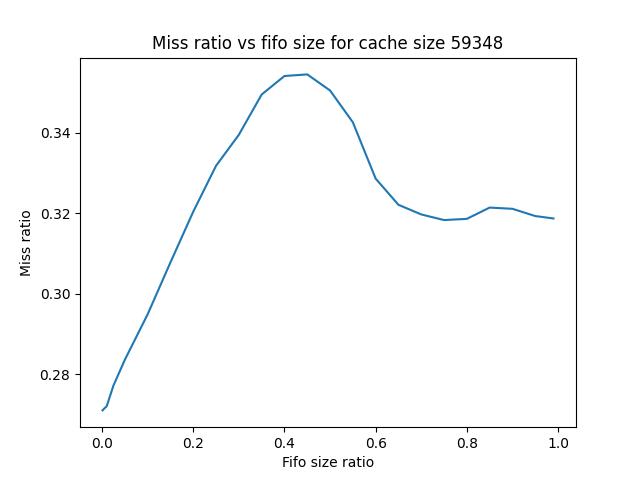 Miss ratio vs fifo size for cache size 59348
Miss ratio
0.34
0.32
0.30
0.28
0.0 0.2 0.4 0.6 0.8 1.0
Fifo size ratio